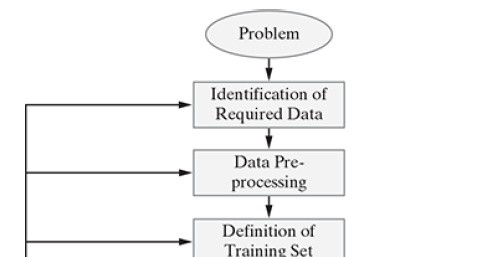 Problem
Identification of
Required Data
Data Pre-
processing
Definition of
Training Set